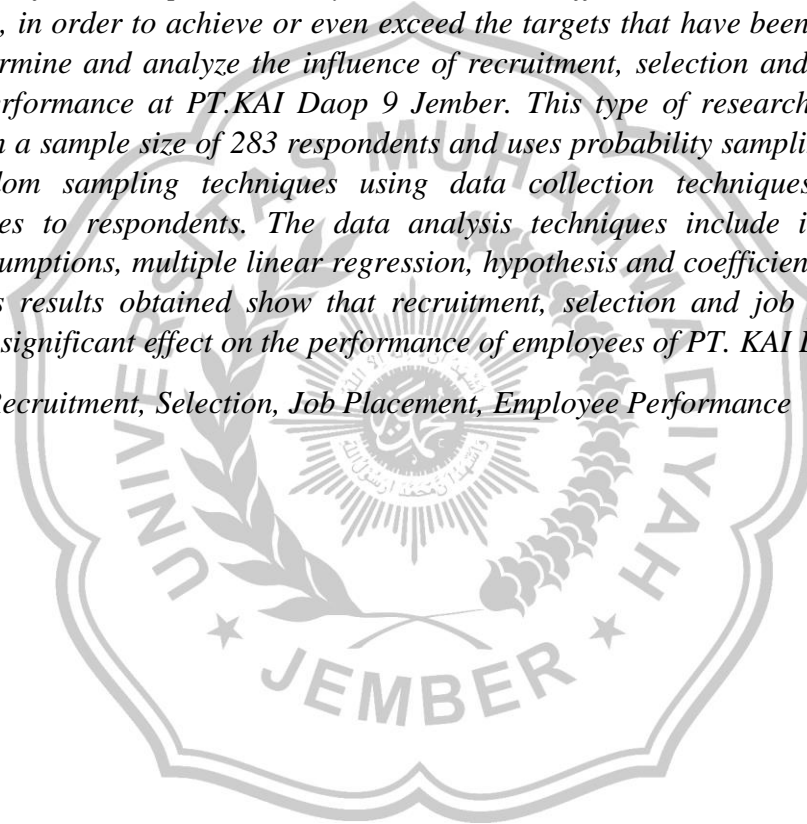 , in order to achieve or even exceed the targets that have been
ermine and analyze the influence of recruitment, selection and
erformance at PT.KAI Daop 9 Jember. This type of research
n a sample size of 283 respondents and uses probability sampli
dom sampling techniques using data collection techniques
es to respondents. The data analysis techniques include i
umptions, multiple linear regression, hypothesis and coefficien
s results obtained show that recruitment, selection and job
significant effect on the performance of employees of PT. KAI
Recruitment, Selection, Job Placement, Employee Performance
UNIVERSITAS MUHAMMADIYAH
JEMBER